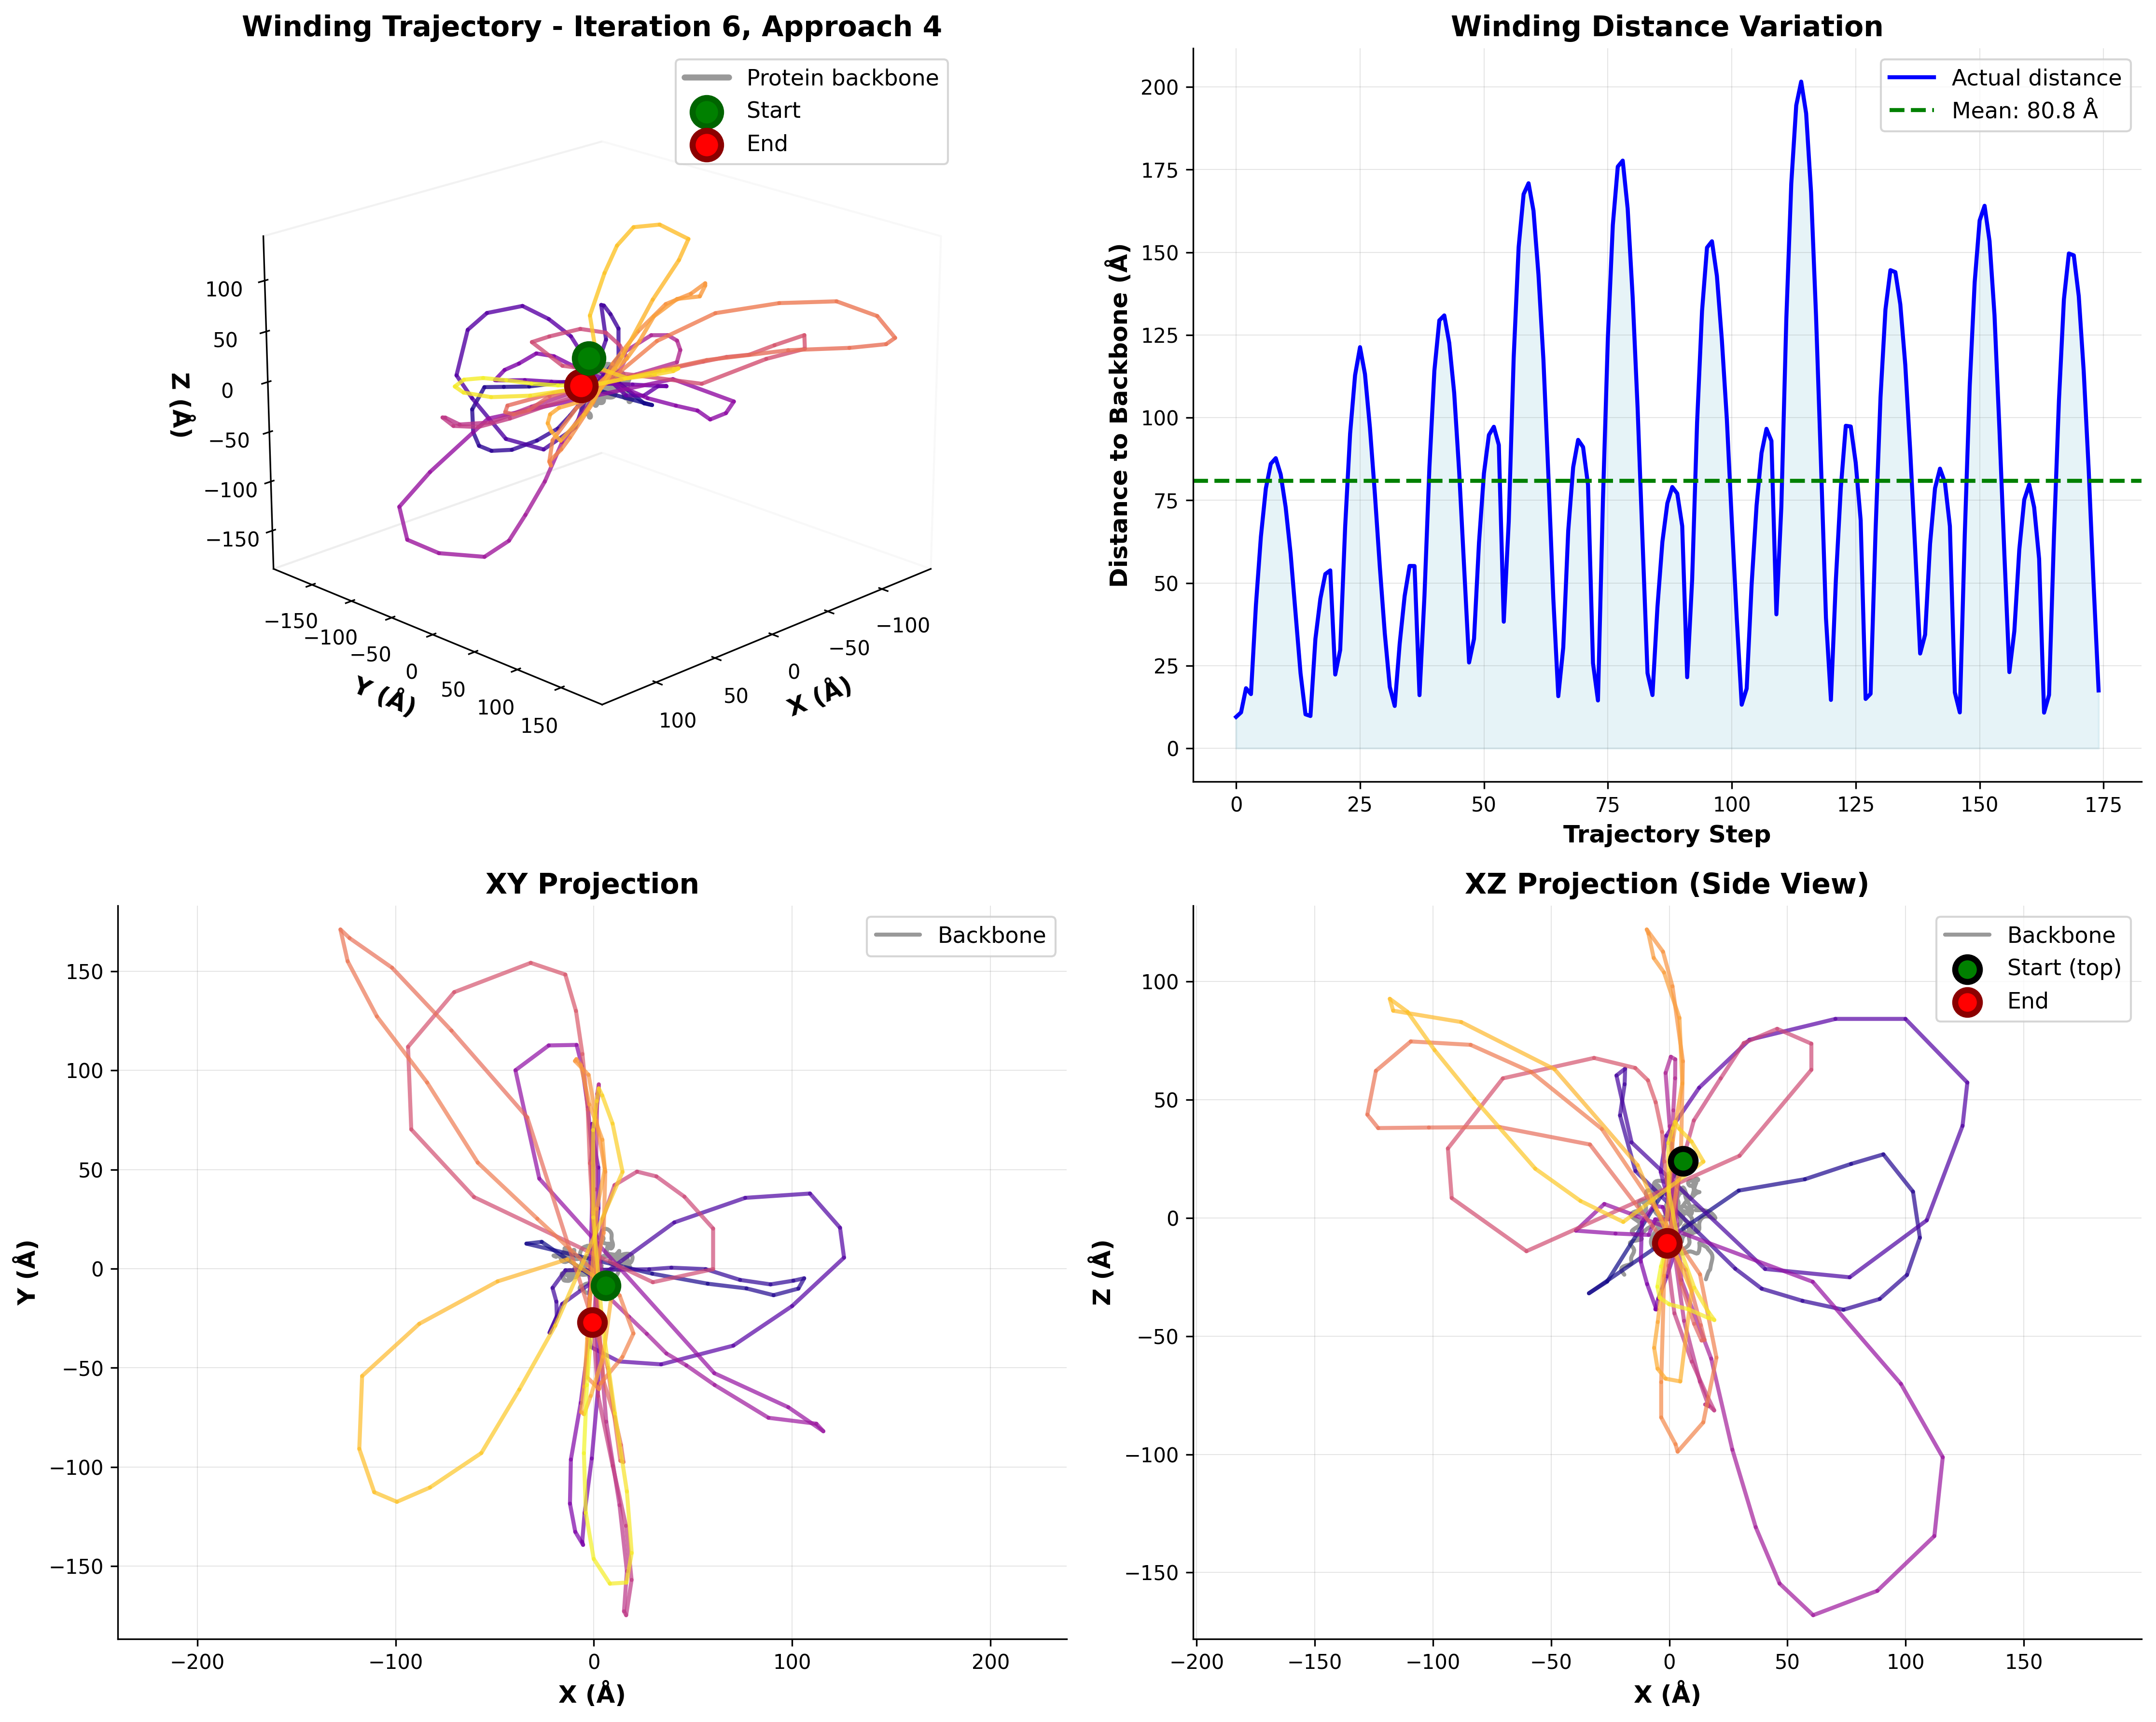 Winding Trajectory - Iteration 6, Approach 4
Protein backbone
Start
End
100
50
0
−50
−100
−150
Z (Å)
−150
−100
−50
0
50
100
150
Y (Å)
100
50
0
−50
−100
X (Å)
Winding Distance Variation
Actual distance
Mean: 80.8 Å
200
175
150
125
100
75
50
25
0
Distance to Backbone (Å)
0 25 50 75 100 125 150 175
Trajectory Step
XY Projection
Backbone
150
100
50
0
−50
−100
−150
Y (Å)
−200 −100 0 100 200
X (Å)
XZ Projection (Side View)
Backbone
Start (top)
End
100
50
0
−50
−100
−150
Z (Å)
−200 −150 −100 −50 0 50 100 150
X (Å)